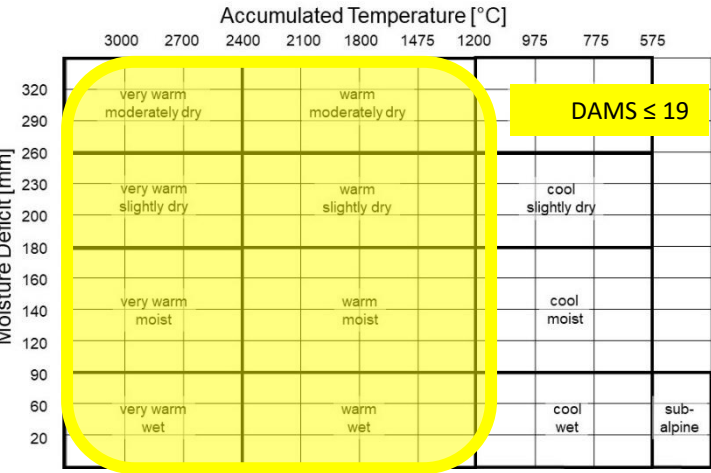 Accumulated Temperature [°C]
3000 2700 2400 2100 1800 1475 1200 975 775 575
Moisture Deficit [mm]
320
290
260
230
200
180
160
140
120
90
60
20
very warm
moderately dry
warm
moderately dry
DAMS ≤ 19
very warm
slightly dry
warm
slightly dry
cool
slightly dry
very warm
moist
warm
moist
cool
moist
very warm
wet
warm
wet
cool
wet
sub-
alpine